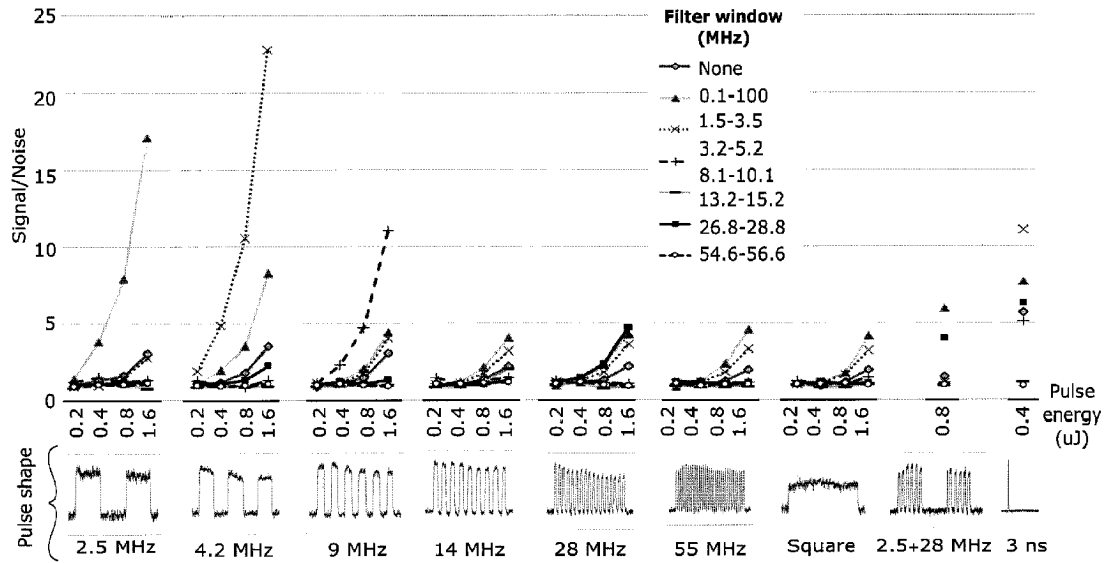 25
20
15
10
5
0
Signal/Noise
Filter window
(MHz)
None
0.1-100
1.5-3.5
3.2-5.2
8.1-10.1
13.2-15.2
26.8-28.8
54.6-56.6
0.2 0.4 0.8 1.6 0.2 0.4 0.8 1.6 0.2 0.4 0.8 1.6 0.2 0.4 0.8 1.6 0.2 0.4 0.8 1.6 0.2 0.4 0.8 1.6 0.2 0.4 0.8 1.6 0.8 0.4
Pulse
energy
(uJ)
Pulse shape
2.5 MHz 4.2 MHz 9 MHz 14 MHz 28 MHz 55 MHz Square 2.5+28 MHz 3 ns